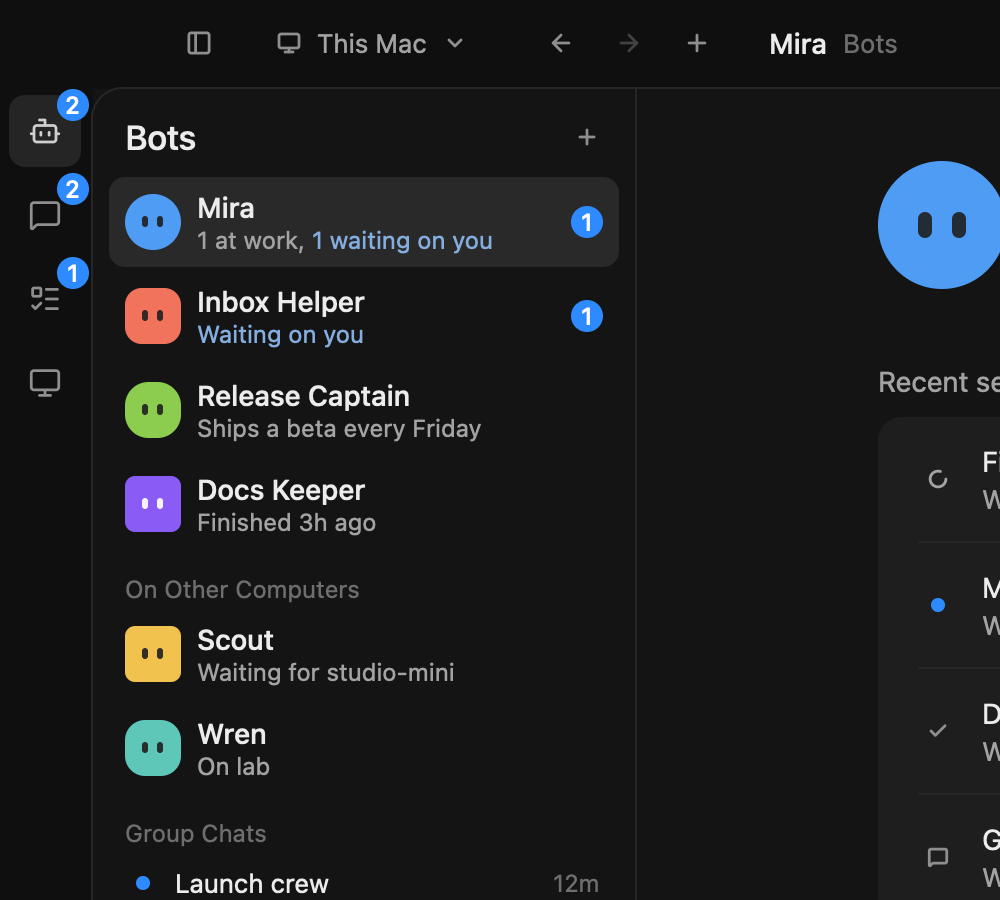 This Mac
Mira Bots
2
Bots
2
Mira
1 at work, 1 waiting on you
1
1
Inbox Helper
Waiting on you
1
Release Captain
Ships a beta every Friday
Recent se
Docs Keeper
Finished 3h ago
On Other Computers
Scout
Waiting for studio-mini
Wren
On lab
Group Chats
Launch crew
12m